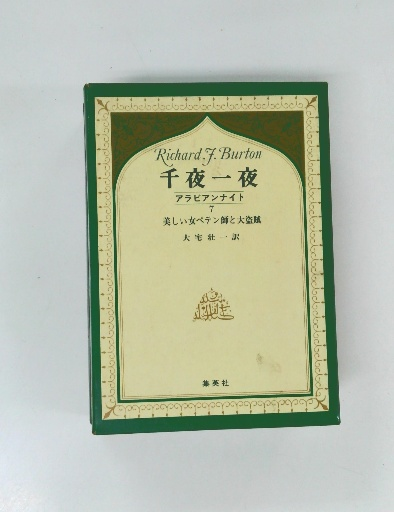 Richard F. Burton
千夜一夜
アラビアンナイト
7
美しい女ペテン師と大盗賊
大宅壮一訳
集英社